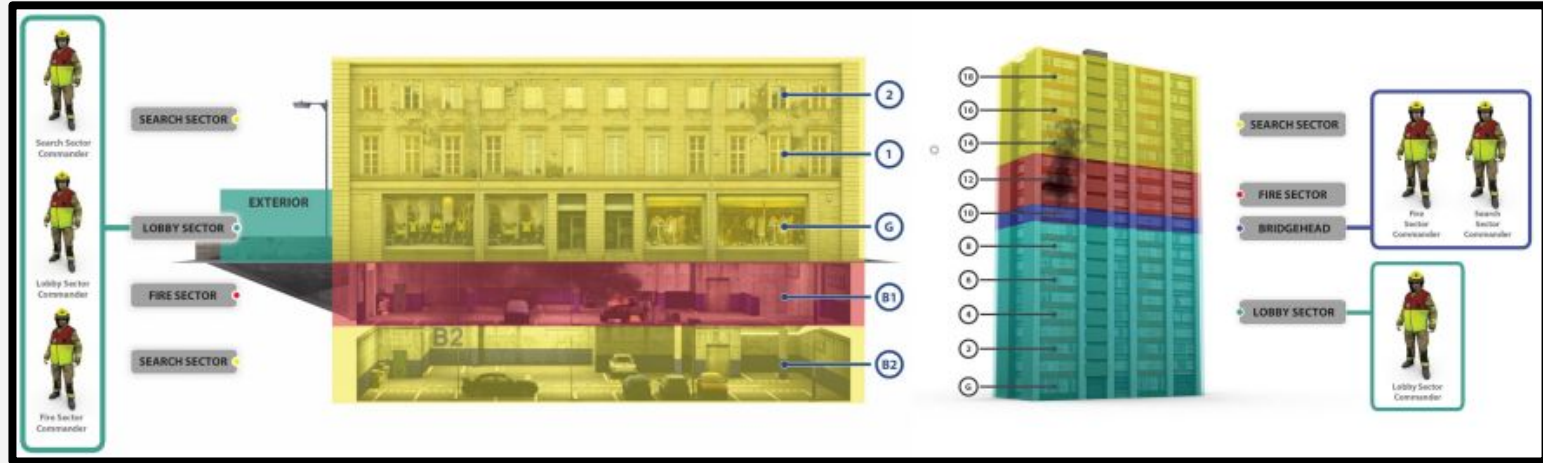 Search Sector
Commander
Lobby Sector
Commander
Fire Sector
Commander
SEARCH SECTOR
LOBBY SECTOR
FIRE SECTOR
SEARCH SECTOR
EXTERIOR
B2
2
1
G
B1
B2
18
16
14
12
10
8
6
4
2
G
SEARCH SECTOR
FIRE SECTOR
BRIDGEHEAD
LOBBY SECTOR
Fire
Sector
Commander
Search
Sector
Commander
Lobby Sector
Commander